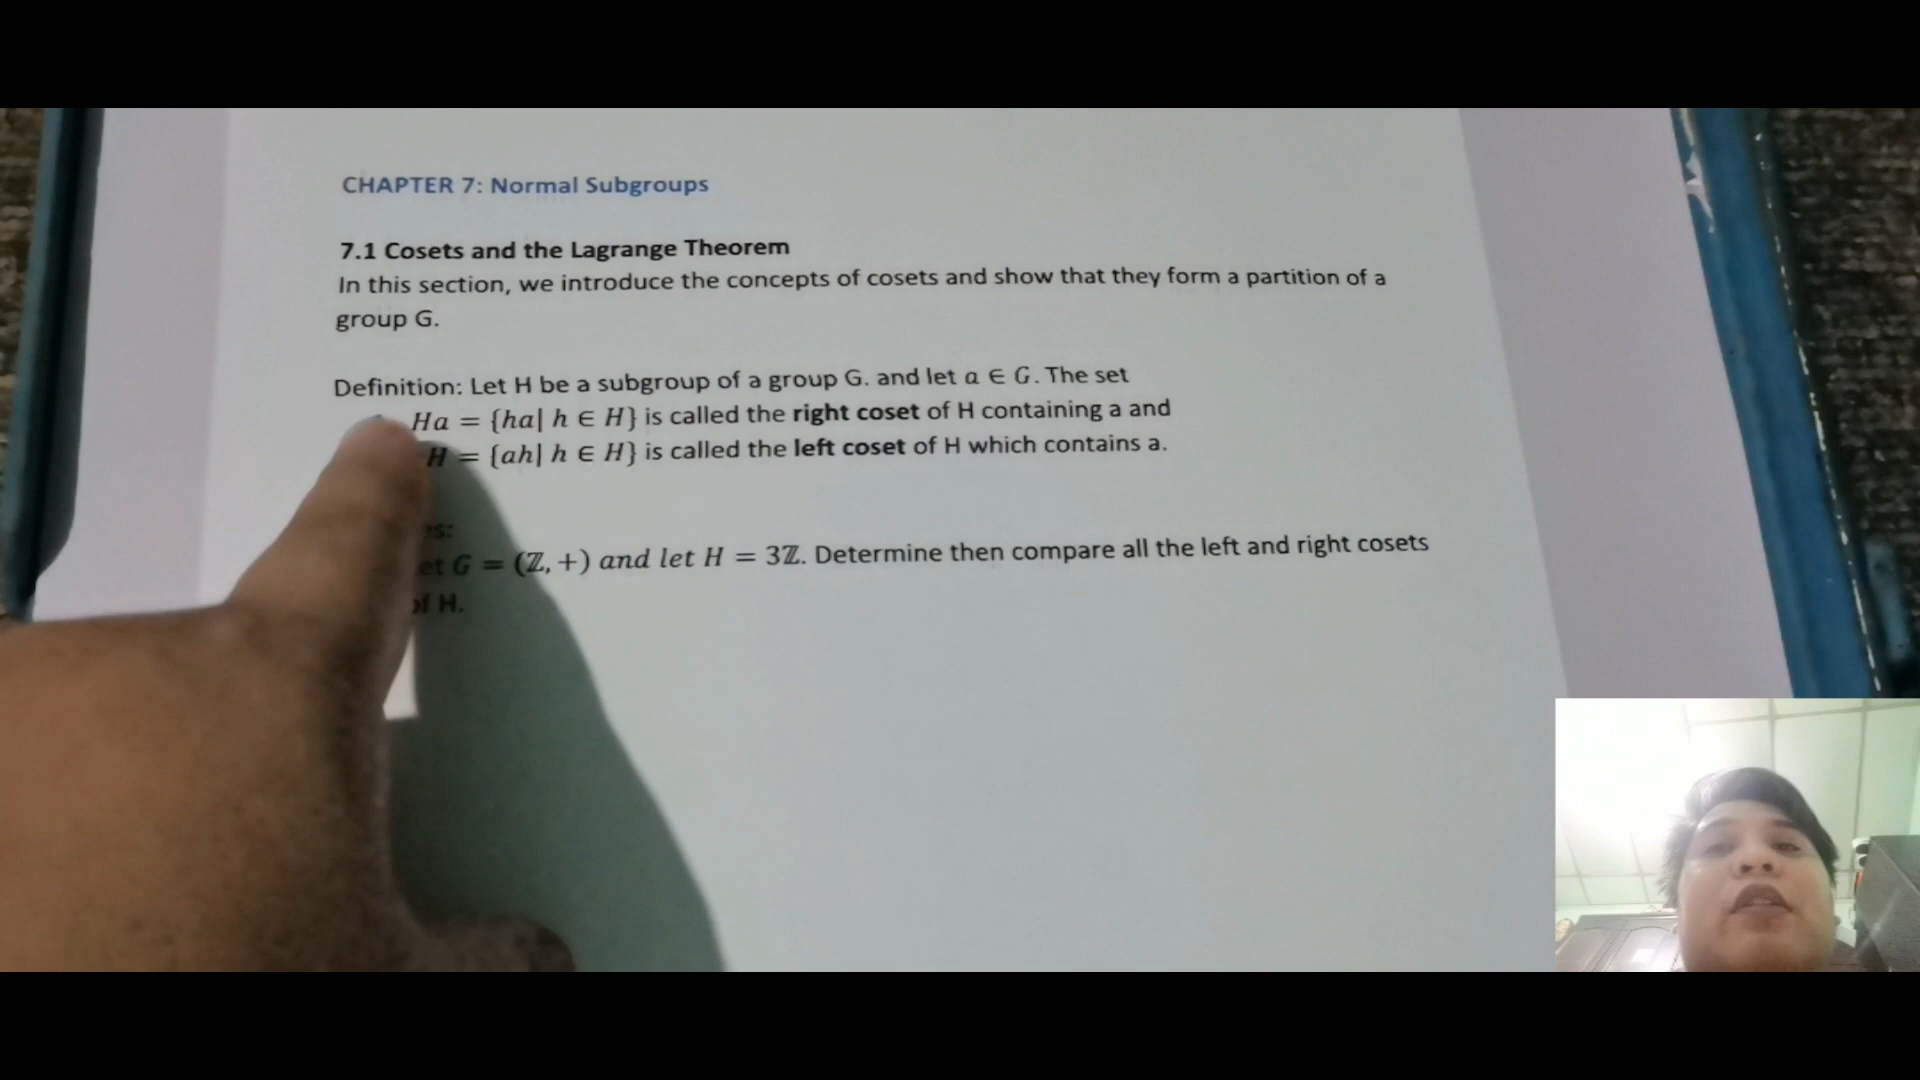 CHAPTER 7: Normal Subgroups
7.1 Cosets and the Lagrange Theorem
In this section, we introduce the concepts of cosets and show that they form a partition of a
group G.
Definition: Let H be a subgroup of a group G. and let a ∈ G. The set
Ha = {ha| h ∈ H} is called the right coset of H containing a and
H = {ah| h ∈ H} is called the left coset of H which contains a.
es:
et G = (ℤ, +) and let H = 3ℤ. Determine then compare all the left and right cosets
of H.